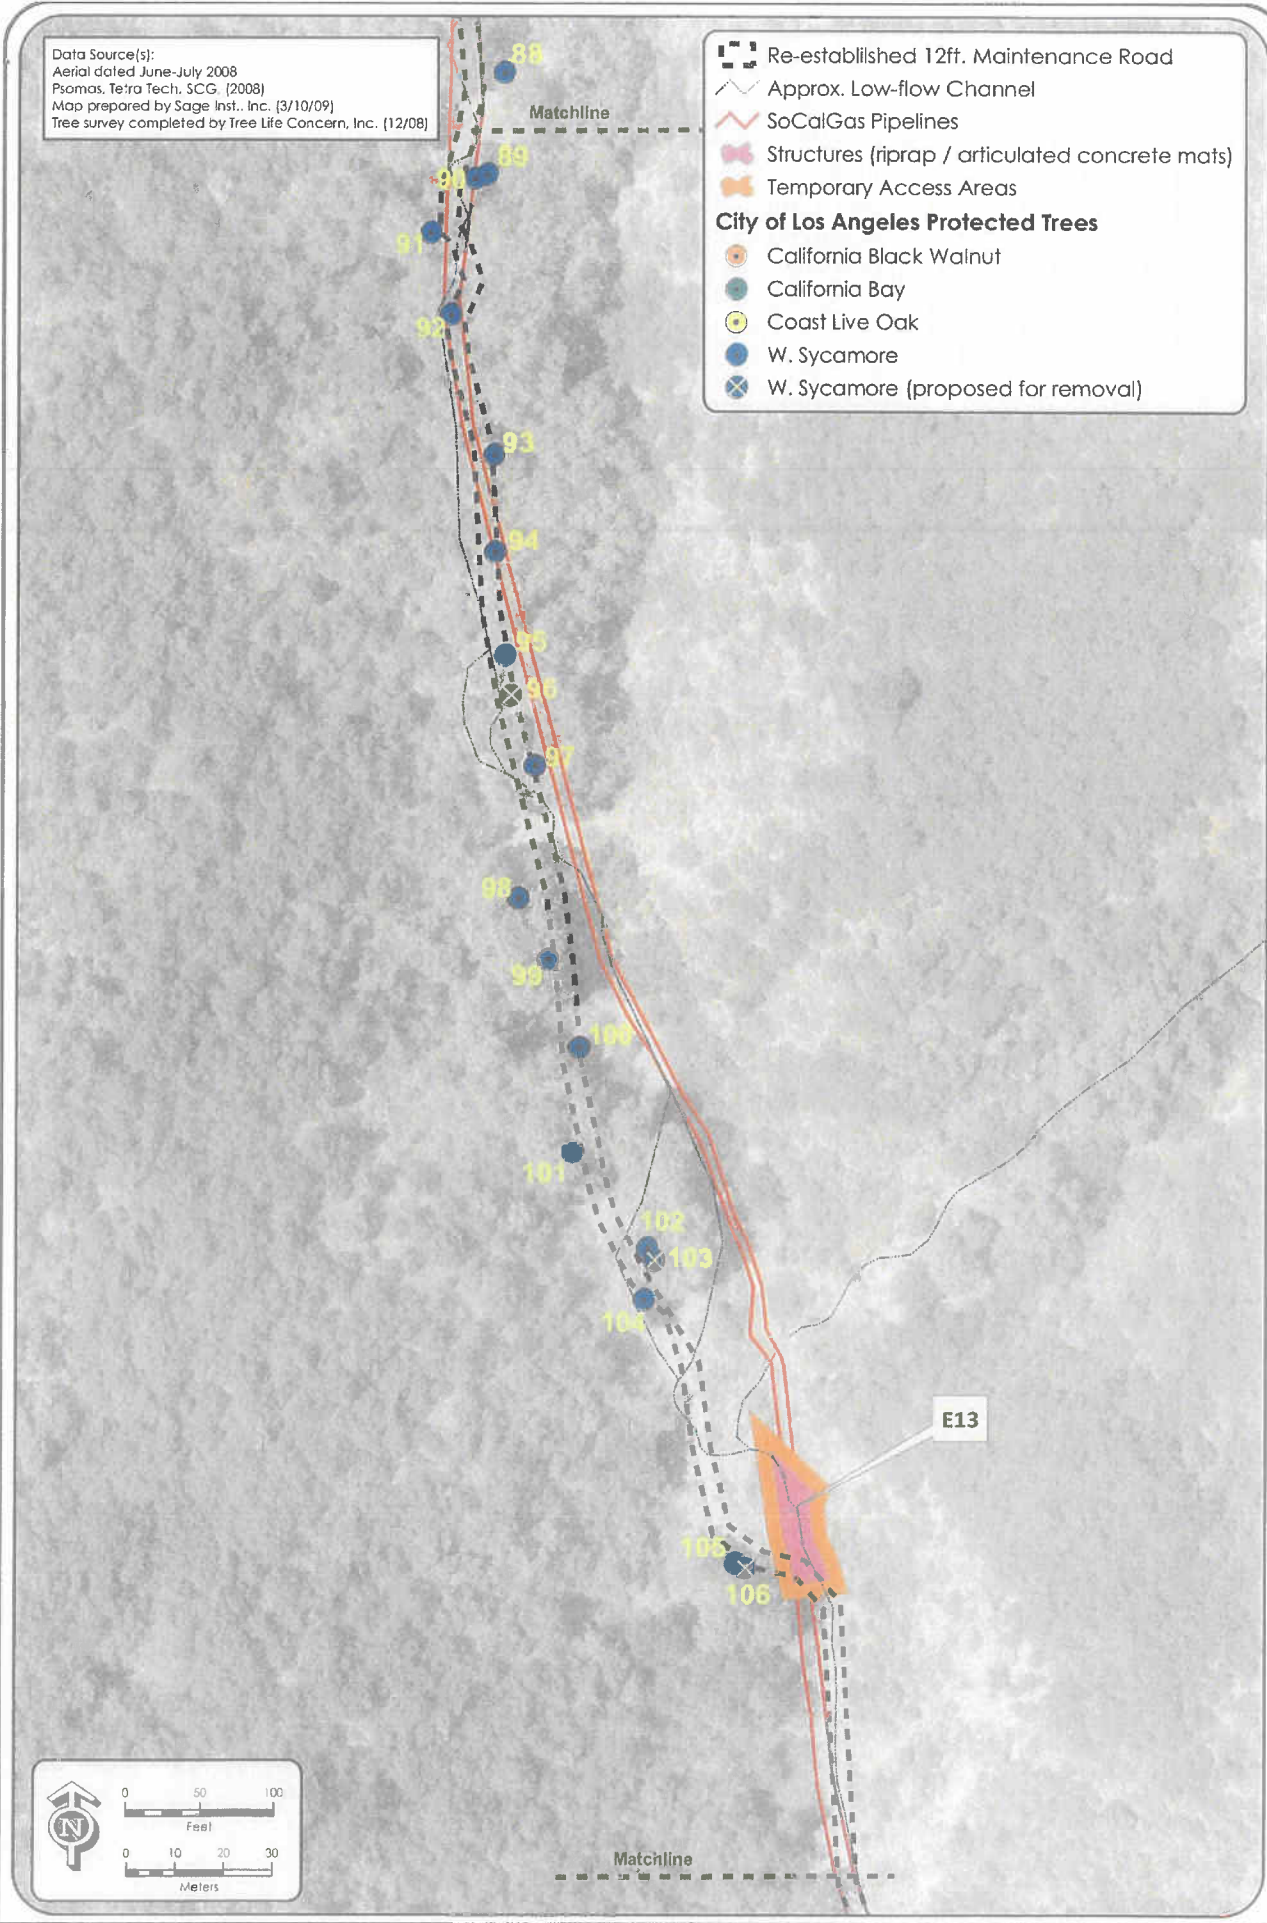 Data Source(s):
Aerial dated June-July 2008
Psomas, Tetra Tech, SCG, (2008)
Map prepared by Sage Inst., Inc. (3/10/09)
Tree survey completed by Tree Life Concern, Inc. (12/08)
Re-establilshed 12ft. Maintenance Road
Approx. Low-flow Channel
SoCalGas Pipelines
Structures (riprap / articulated concrete mats)
Temporary Access Areas
City of Los Angeles Protected Trees
California Black Walnut
California Bay
Coast Live Oak
W. Sycamore
W. Sycamore (proposed for removal)
88
Matchline
89
90
91
92
93
94
95
96
97
98
99
100
101
102
103
104
E13
105
106
N
0 50 100
Feet
0 10 20 30
Meters
Matchline